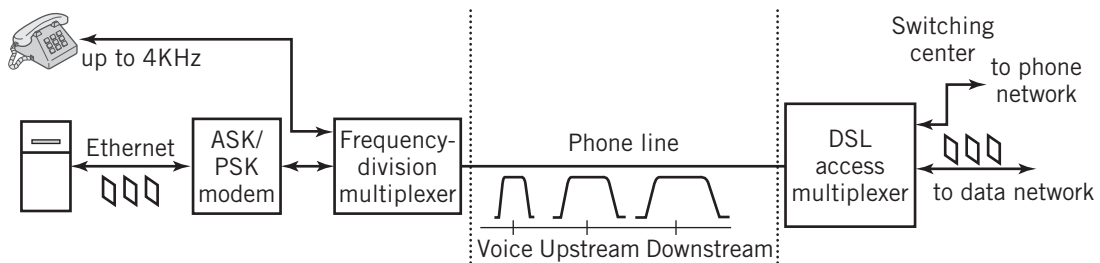 up to 4KHz
Ethernet
ASK/
PSK
modem
Frequency-
division
multiplexer
Phone line
Voice Upstream Downstream
DSL
access
multiplexer
Switching
center
to phone
network
to data network